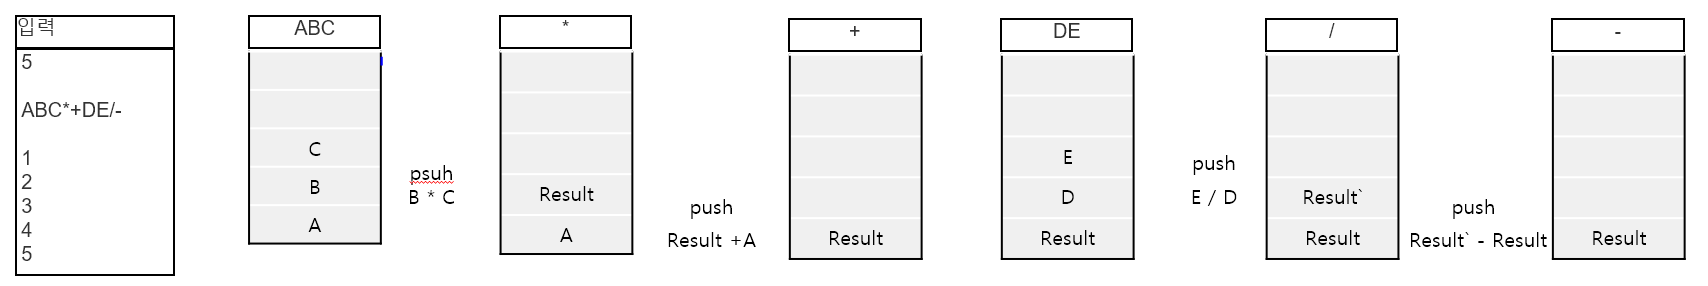 입력
5
ABC*+DE/-
1
2
3
4
5
ABC
C
B
A
psuh
B * C
*
Result
A
push
Result +A
+
Result
DE
E
D
Result
push
E / D
/
Result`
Result
push
Result` - Result
-
Result